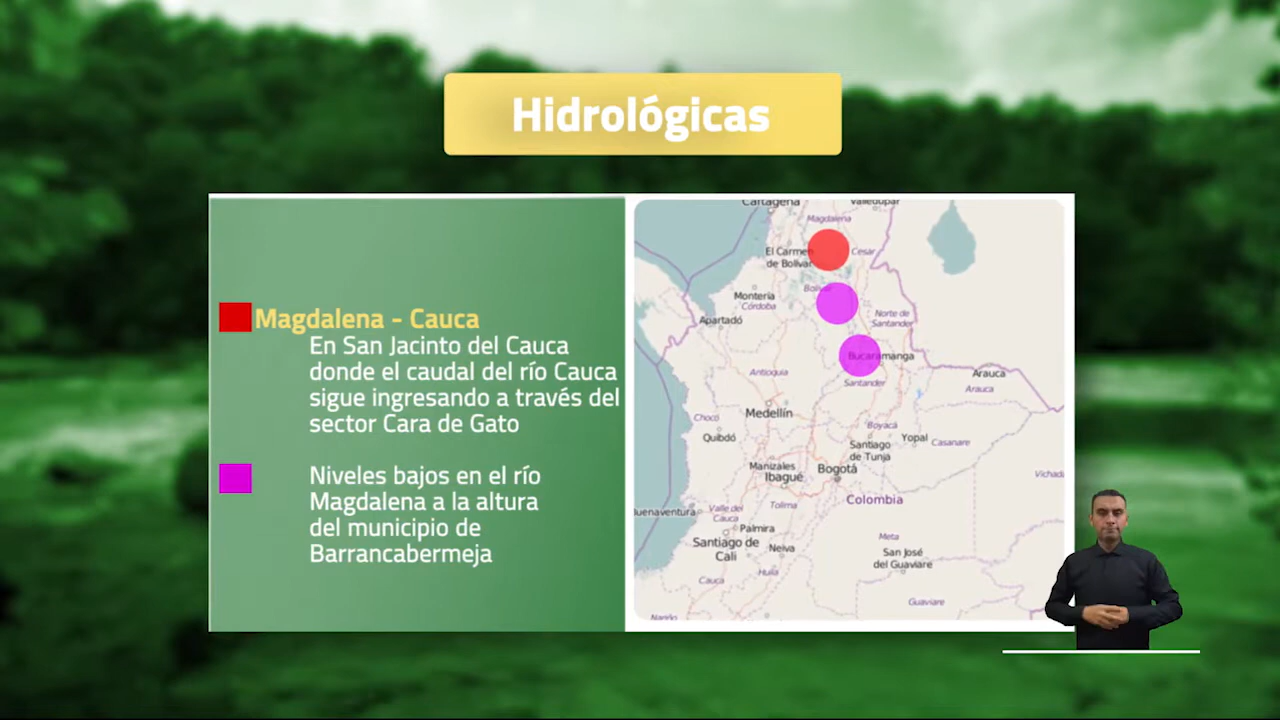 Hidrológicas
Magdalena - Cauca
En San Jacinto del Cauca
donde el caudal del río Cauca
sigue ingresando a través del
sector Cara de Gato
Niveles bajos en el río
Magdalena a la altura
del municipio de
Barrancabermeja
Cartagena
Valledupar
Magdalena
El Carmen
de Bolívar
Cesar
Montería
Bolívar
Córdoba
Apartadó
Norte de
Santander
Bucaramanga
Antioquia
Santander
Arauca
Arauca
Chocó
Medellín
Quibdó
Boyacá
Yopal
Casanare
Santiago
de Tunja
Manizales
Ibagué
Bogotá
Vichada
Colombia
Buenaventura
Valle del
Cauca
Tolima
Palmira
Santiago de
Cali
Neiva
Meta
San José
del Guaviare
Cauca
Huila
Guaviare
Nariño